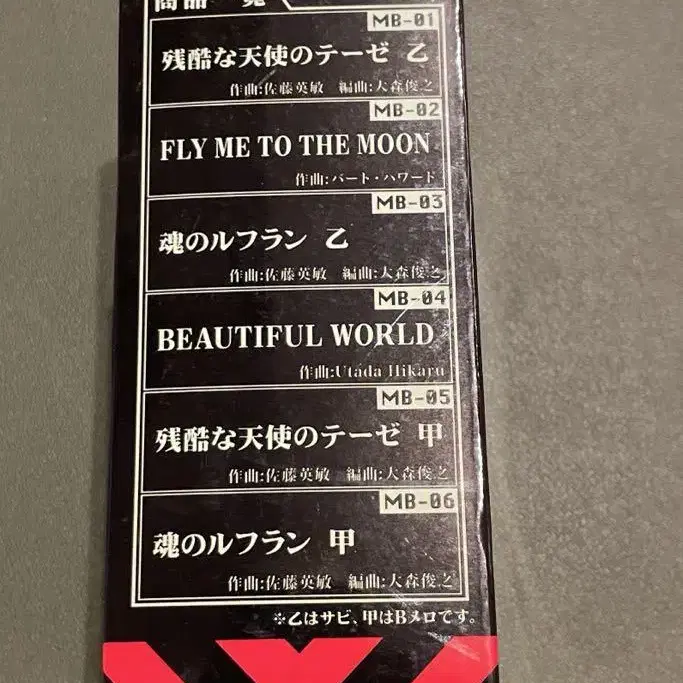 商品一覧
MB-01
残酷な天使のテーゼ 乙
作曲:佐藤英敏 編曲:大森俊之
MB-02
FLY ME TO THE MOON
作曲:バート・ハワード
MB-03
魂のルフラン 乙
作曲:佐藤英敏 編曲:大森俊之
MB-04
BEAUTIFUL WORLD
作曲:Utada Hikaru
MB-05
残酷な天使のテーゼ 甲
作曲:佐藤英敏 編曲:大森俊之
MB-06
魂のルフラン 甲
作曲:佐藤英敏 編曲:大森俊之
※乙はサビ、甲はBメロです。